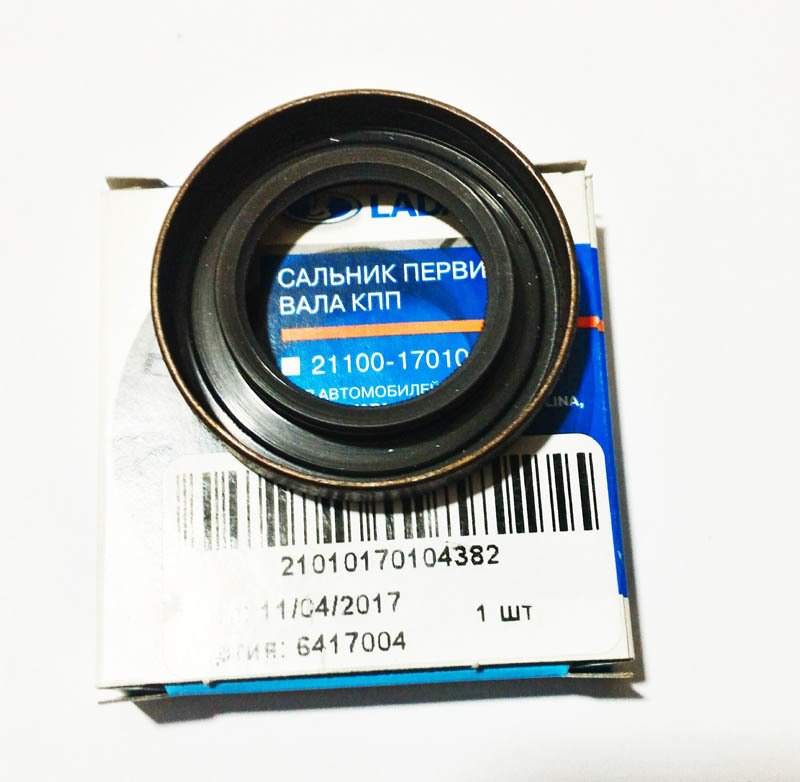 LADA
САЛЬНИК ПЕРВИ
ВАЛА КПП
21100-17010
АВТОМОБИЛЕЙ
LINA,
21010170104382
11/04/2017
1 шт
6417004